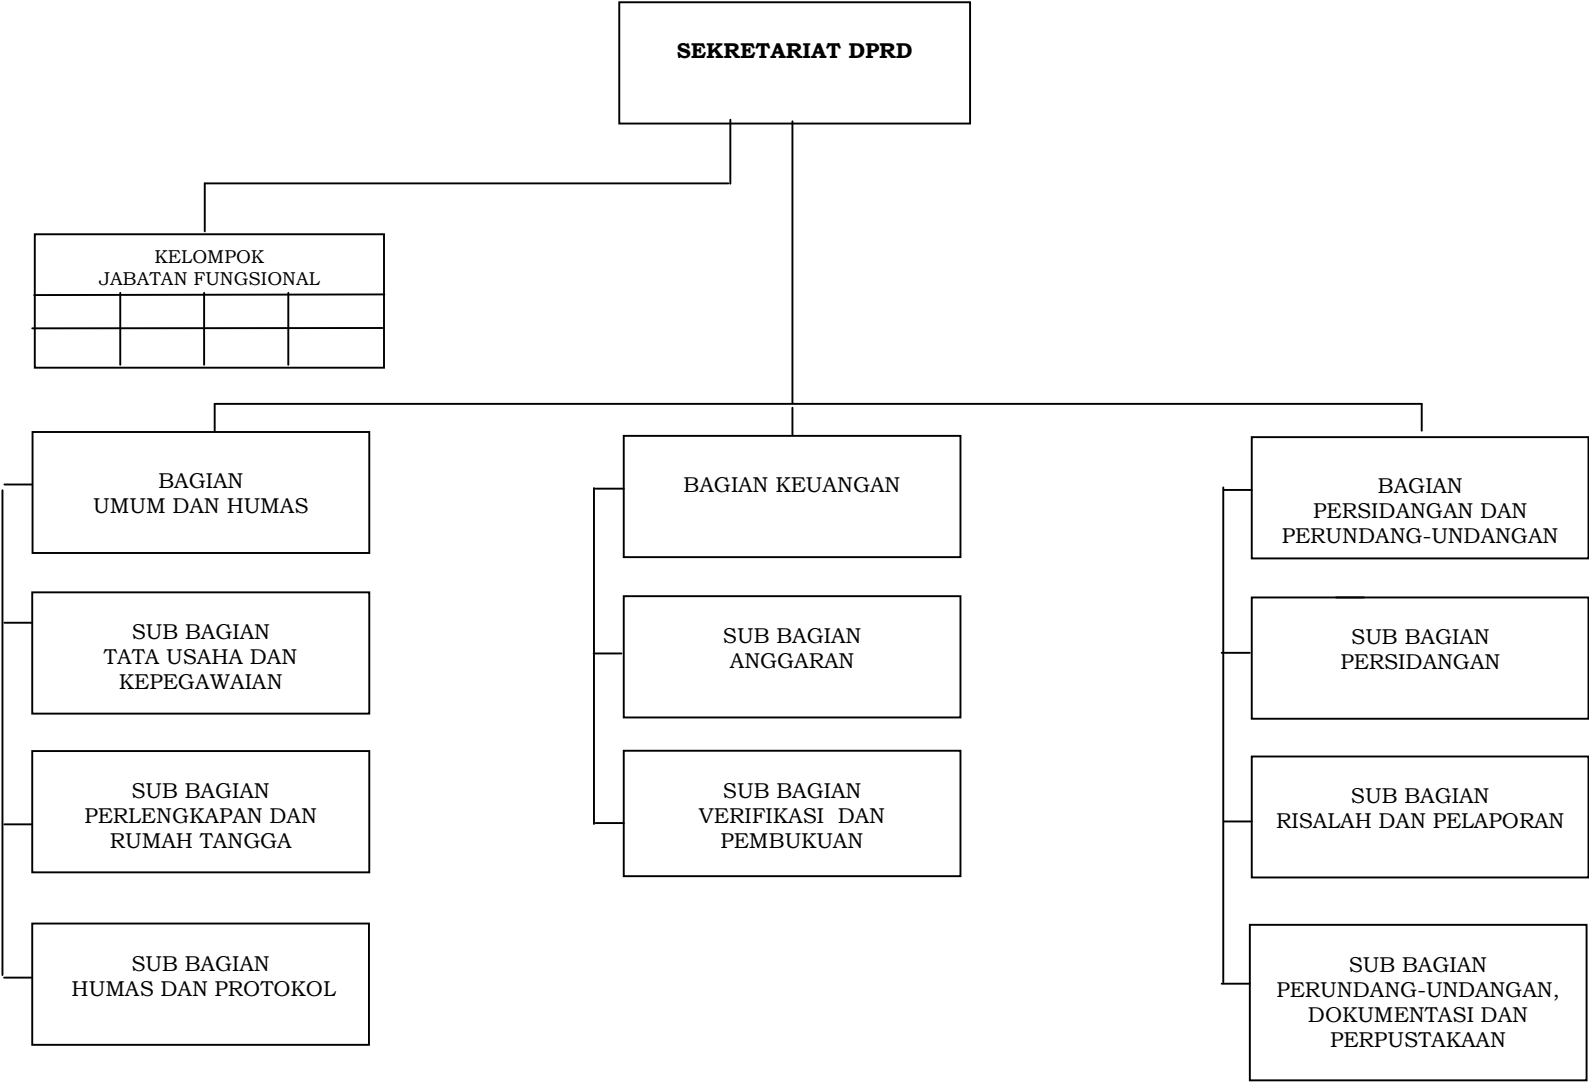 SEKRETARIAT DPRD
KELOMPOK
JABATAN FUNGSIONAL
BAGIAN
UMUM DAN HUMAS
SUB BAGIAN
TATA USAHA DAN
KEPEGAWAIAN
SUB BAGIAN
PERLENGKAPAN DAN
RUMAH TANGGA
SUB BAGIAN
HUMAS DAN PROTOKOL
BAGIAN KEUANGAN
SUB BAGIAN
ANGGARAN
SUB BAGIAN
VERIFIKASI  DAN
PEMBUKUAN
BAGIAN
PERSIDANGAN DAN
PERUNDANG-UNDANGAN
SUB BAGIAN
PERSIDANGAN
SUB BAGIAN
RISALAH DAN PELAPORAN
SUB BAGIAN
PERUNDANG-UNDANGAN,
DOKUMENTASI DAN
PERPUSTAKAAN